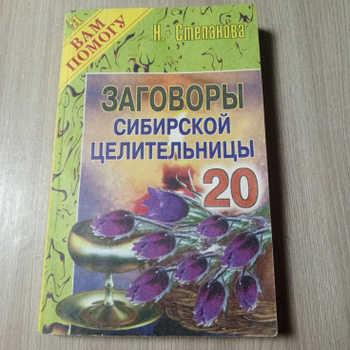 Я
ВАМ
ПОМОГУ
Н. Степанова
ЗАГОВОРЫ
СИБИРСКОЙ
ЦЕЛИТЕЛЬНИЦЫ
20